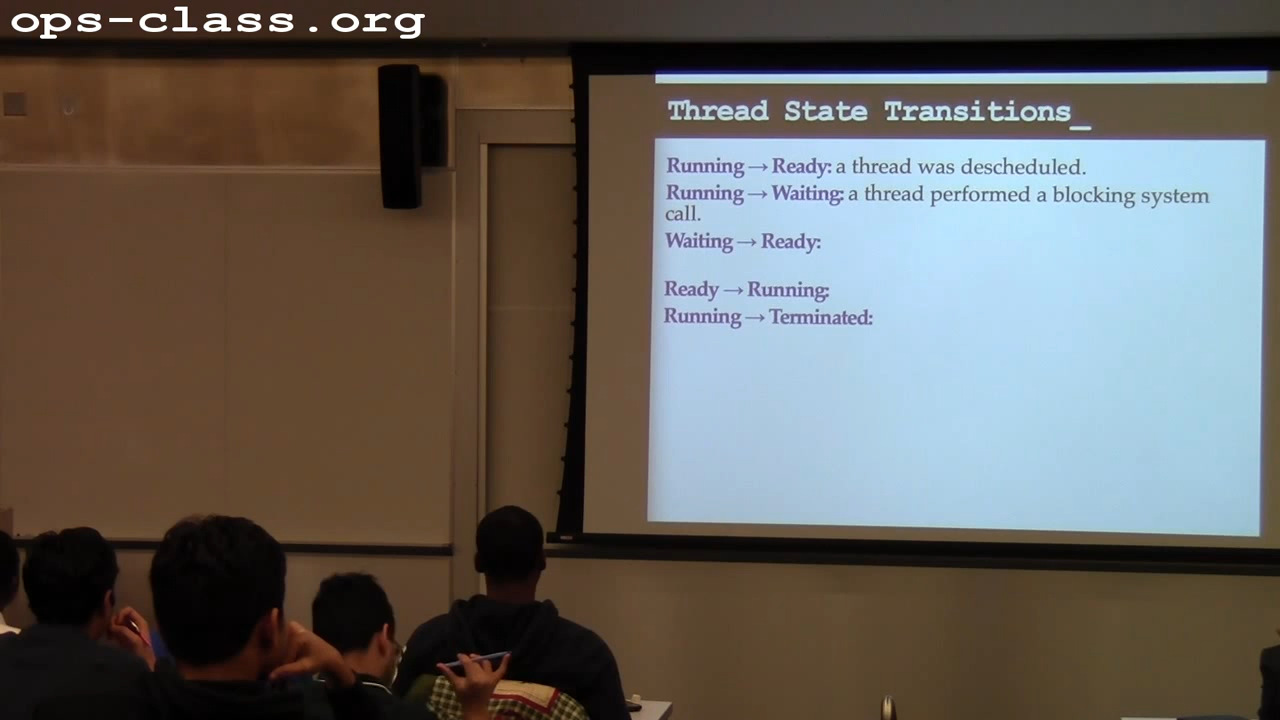 ops-class.org
Thread State Transitions_
Running → Ready: a thread was descheduled.
Running → Waiting: a thread performed a blocking system
call.
Waiting → Ready:
Ready → Running:
Running → Terminated: